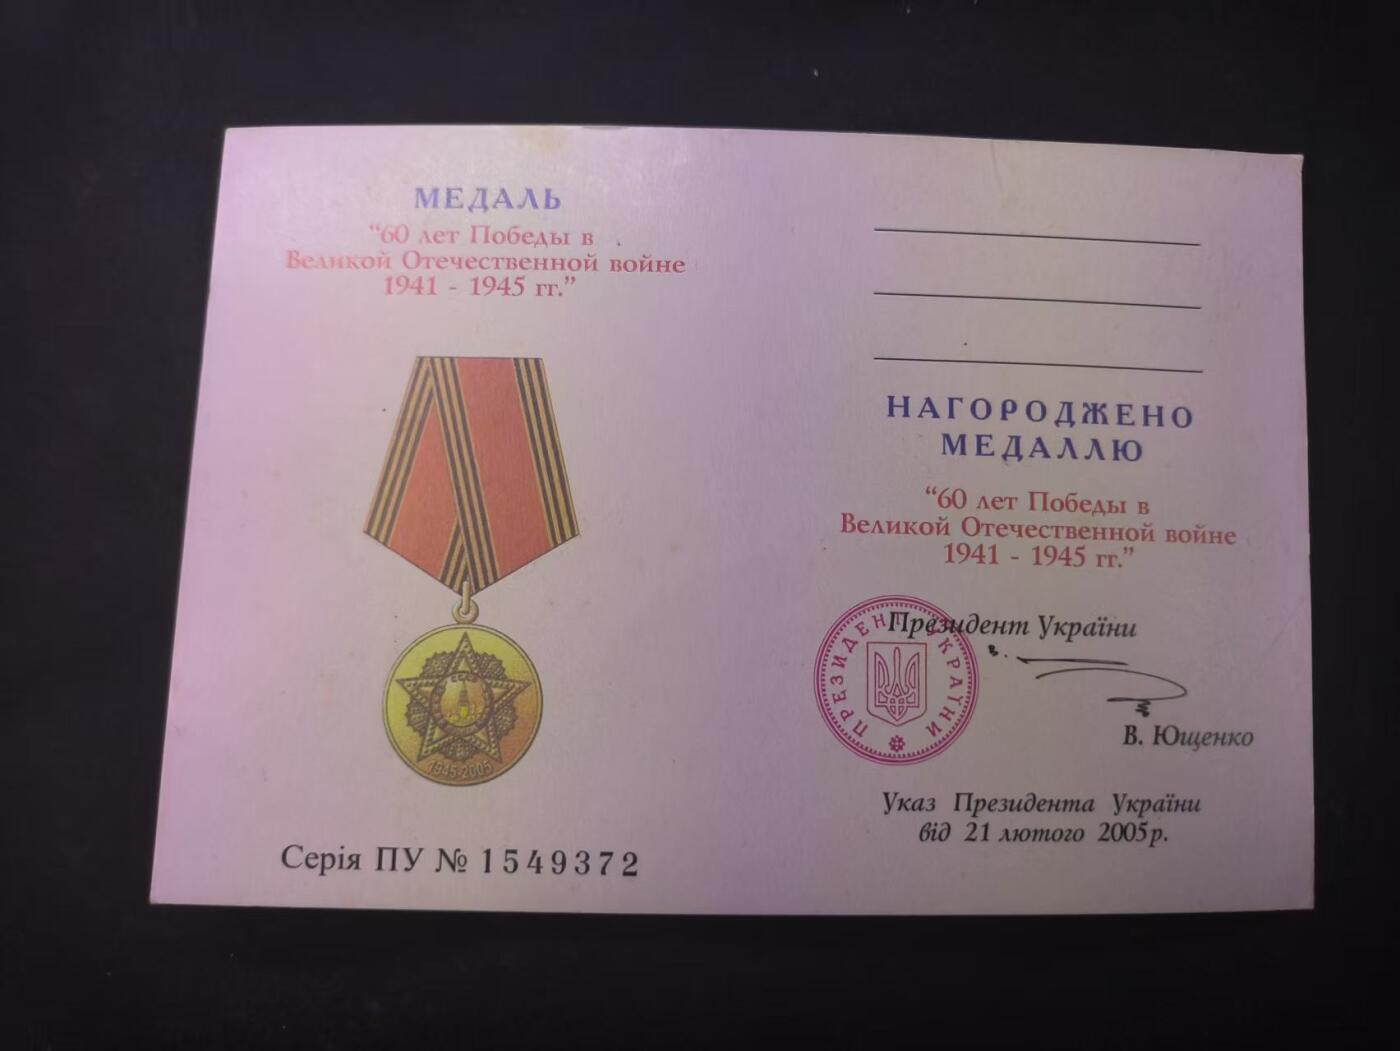 МЕДАЛЬ
“60 лет Победы в
Великой Отечественной войне
1941 - 1945 гг.”
1945-2005
Серія ПУ № 1549372
НАГОРОДЖЕНО
МЕДАЛЛЮ
“60 лет Победы в
Великой Отечественной войне
1941 - 1945 гг.”
Президент України
ПРЕЗИДЕНТ УКРАЇНИ
В. Ющенко
Указ Президента України
від 21 лютого 2005р.